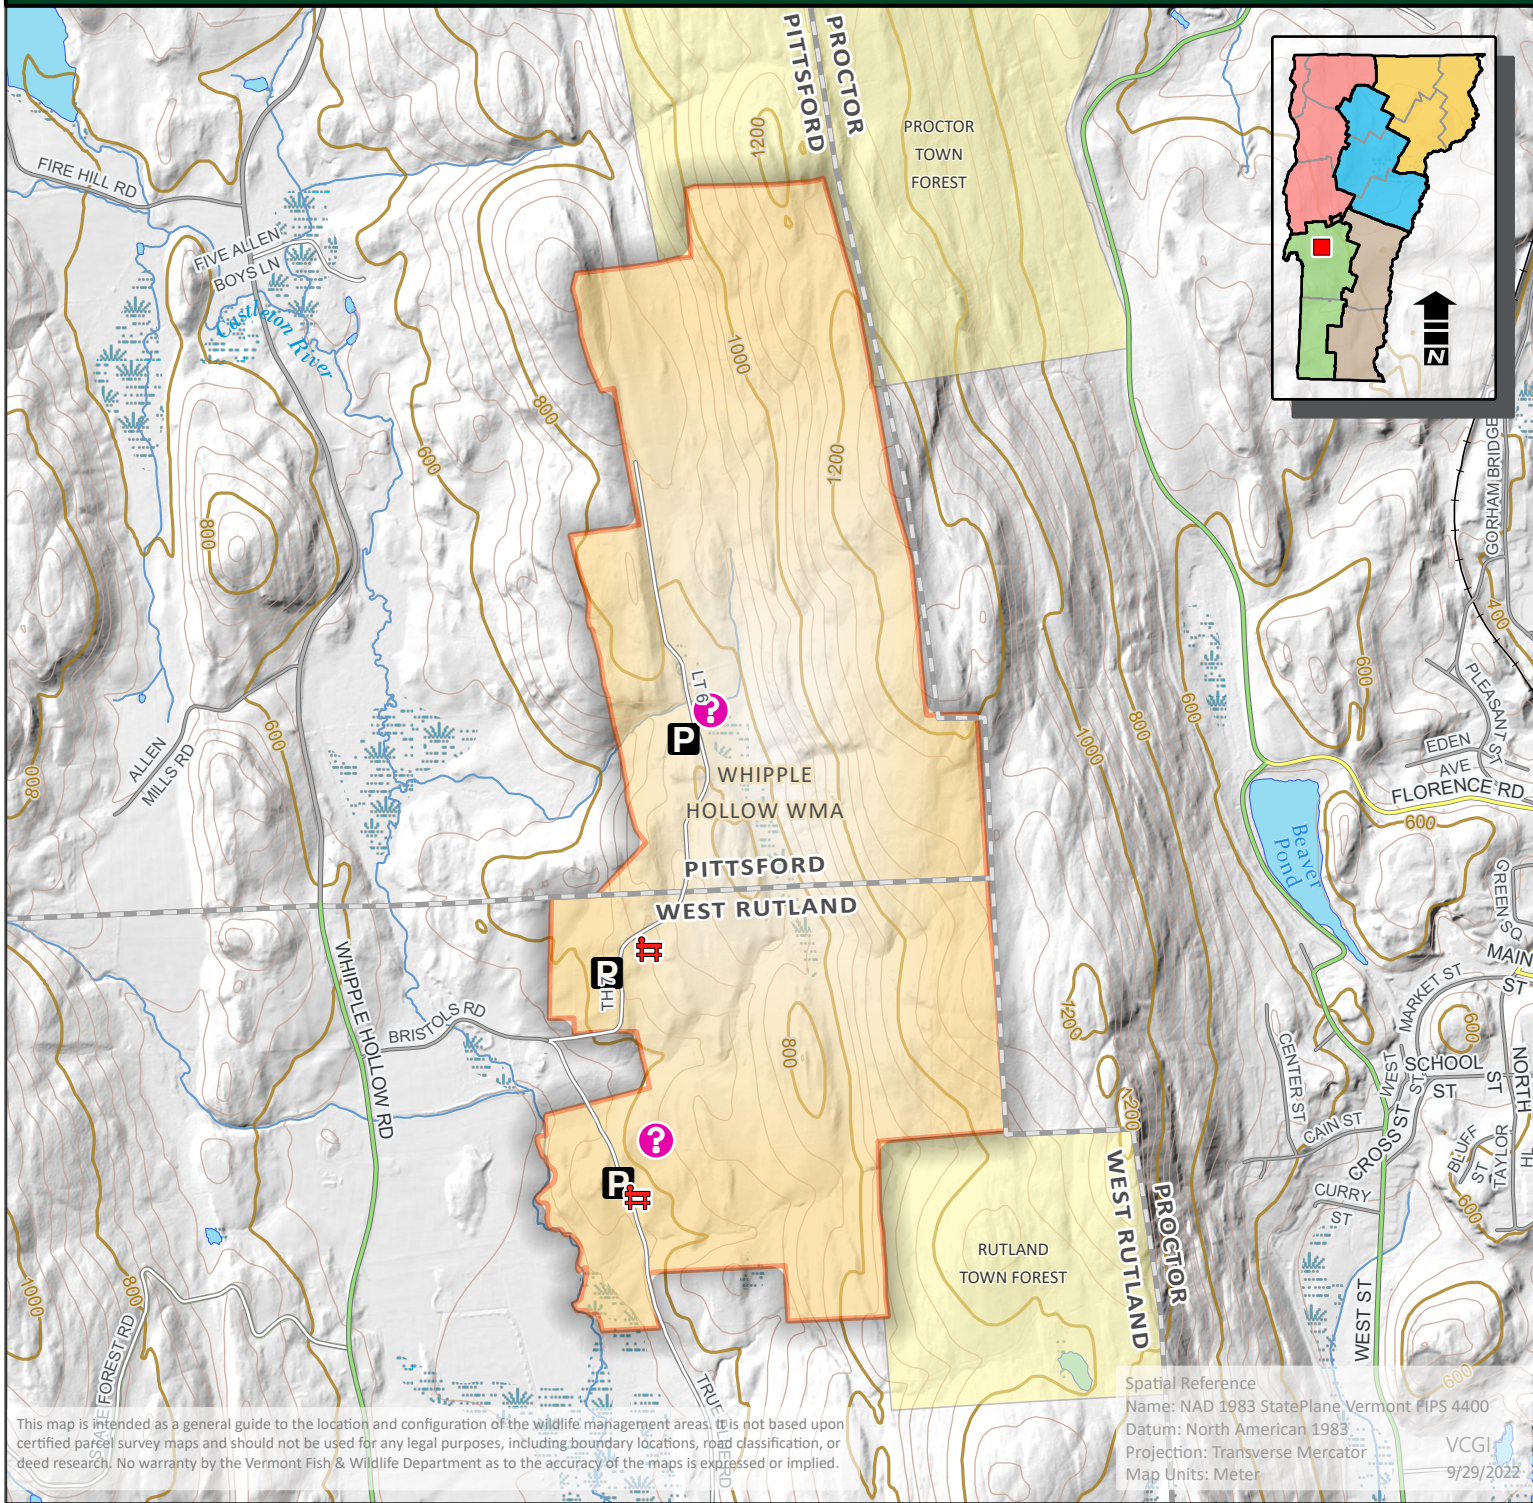 PITTSFORD
PROCTOR
PROCTOR
TOWN
FOREST
1200
FIRE HILL RD
FIVE ALLEN
BOYS LN
Castleton River
N
1000
800
600
1200
800
GORHAM BRIDGE
400
600
PLEASANT ST
LT 6
?
P
WHIPPLE
HOLLOW WMA
600
800
1000
600
ALLEN
MILLS RD
800
EDEN
AVE
FLORENCE RD
600
Beaver
Pond
PITTSFORD
WEST RUTLAND
GREEN SQ
MAIN
ST
WHIPPLE HOLLOW RD
P
BRISTOLS RD
800
1200
MARKET ST
600
CENTER ST
WEST
ST
SCHOOL
ST
ST
NORTH
1200
CAIN ST
CROSS ST
BLUFF
ST
TAYLOR
HL
?
P
CURRY
ST
600
WEST RUTLAND
PROCTOR
RUTLAND
TOWN FOREST
1000
800
FOREST RD
WEST ST
600
TRUE
RD
Spatial Reference
Name: NAD 1983 StatePlane Vermont FIPS 4400
Datum: North American 1983
Projection: Transverse Mercator
Map Units: Meter
VCGI
9/29/2022
This map is intended as a general guide to the location and configuration of the wildlife management areas. It is not based upon
certified parcel survey maps and should not be used for any legal purposes, including boundary locations, road classification, or
deed research. No warranty by the Vermont Fish & Wildlife Department as to the accuracy of the maps is expressed or implied.